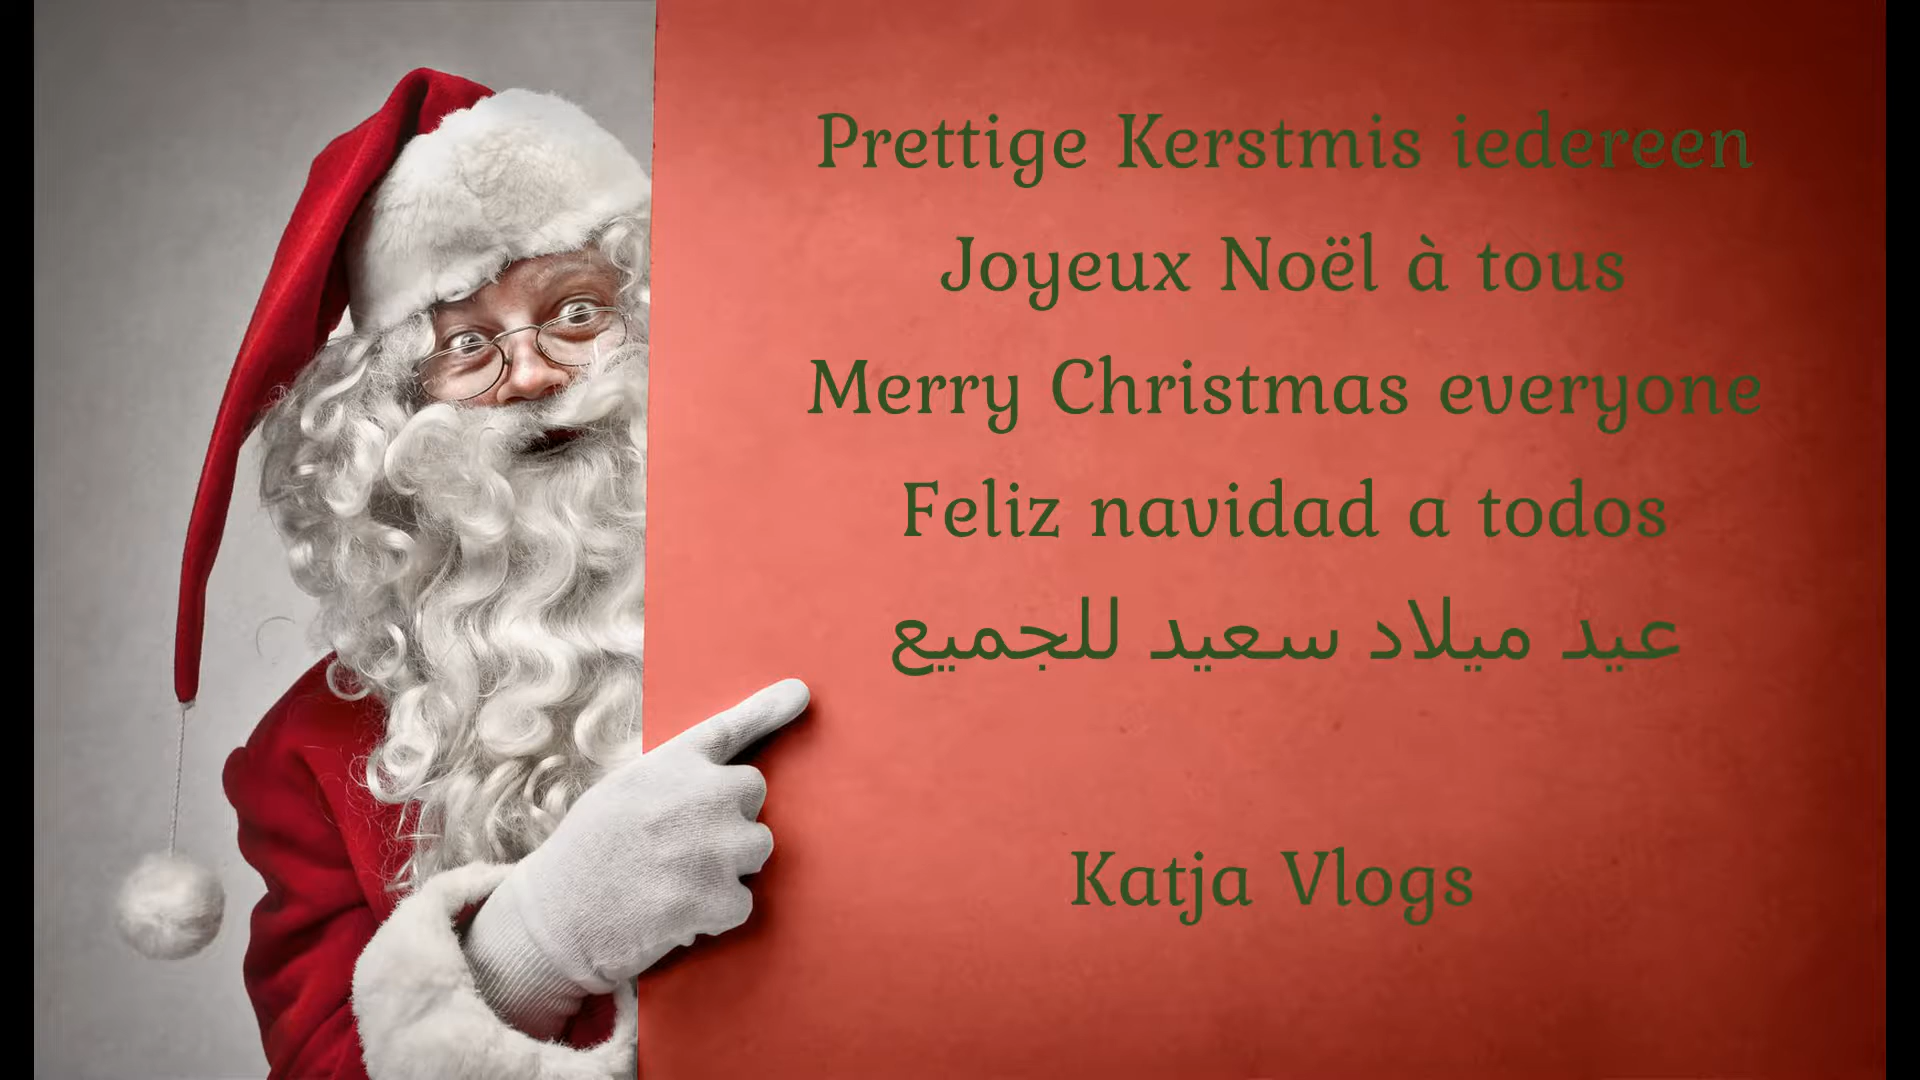 Prettige Kerstmis iedereen
Joyeux Noël à tous
Merry Christmas everyone
Feliz navidad a todos
عيد ميلاد سعيد للجميع
Katja Vlogs